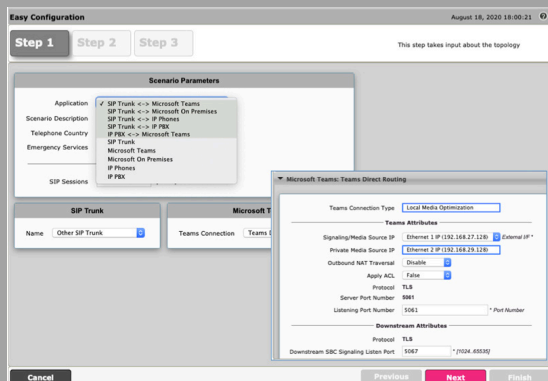 Easy Configuration
August 18, 2020 18:00:21
Step 1 Step 2 Step 3
This step takes input about the topology
Scenario Parameters
Application
✓ SIP Trunk <-> Microsoft Teams
SIP Trunk <-> Microsoft On Premises
SIP Trunk <-> IP Phones
SIP Trunk <-> IP PBX
IP PBX <-> Microsoft Teams
SIP Trunk
Microsoft Teams
Microsoft On Premises
IP Phones
IP PBX
Scenario Description
Telephone Country
Emergency Services
SIP Sessions
SIP Trunk
Name Other SIP Trunk
Microsoft T
Teams Connection Teams D
Microsoft Teams: Teams Direct Routing
Teams Connection Type Local Media Optimization
Teams Attributes
Signaling/Media Source IP Ethernet 1 IP (192.168.27.128) External I/F *
Private Media Source IP Ethernet 2 IP (192.168.29.128)
Outbound NAT Traversal Disable
Apply ACL False
Protocol TLS
Server Port Number 5061
Listening Port Number 5061 * Port Number
Downstream Attributes
Protocol TLS
Downstream SBC Signaling Listen Port 5067 * [1024..65535]
Cancel Previous Next Finish